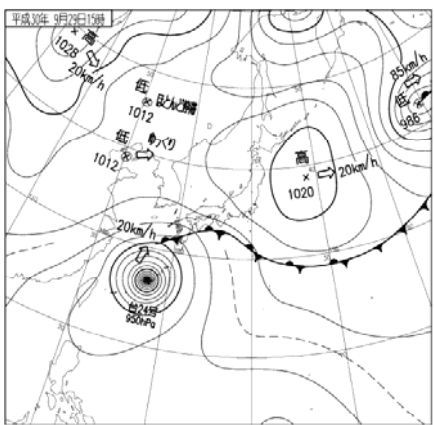 平成30年 9月29日15時
高
1028
20km/h
低
ほとんど停滞
1012
低
ゆっくり
1012
85km/h
低
986
高
20km/h
1020
20km/h
台24号
950hPa